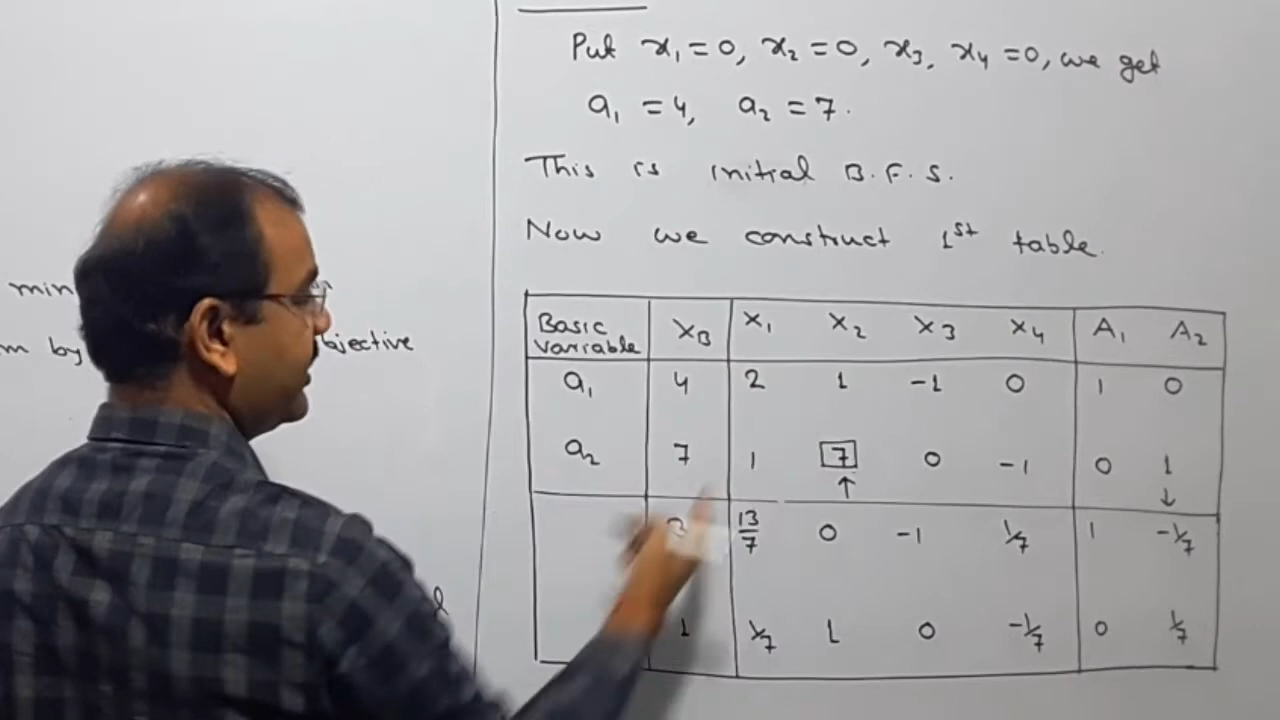 Put x₁ = 0, x₂ = 0, x₃, x₄ = 0, we get
a₁ = 4, a₂ = 7.
This is initial B.F.S.
Now we construct 1st table.
min
by bjective
Basic variable X_B X₁ X₂ X₃ X₄ A₁ A₂
a₁ 4 2 1 -1 0 1 0
a₂ 7 1 7 0 -1 0 1
↑ ↓
3 13/7 0 -1 1/7 1 -1/7
1 1/7 1 0 -1/7 0 1/7